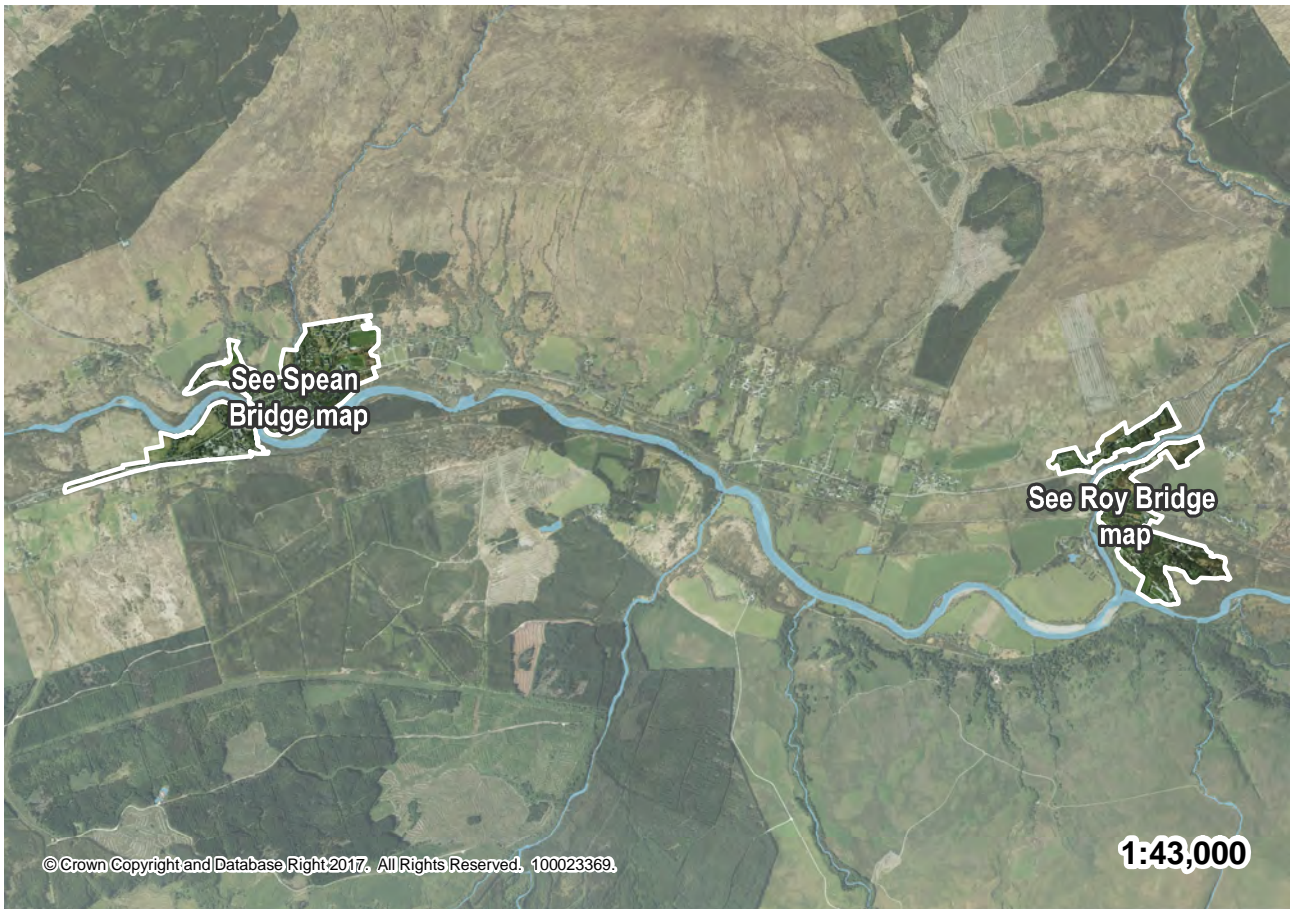 See Spean
Bridge map
See Roy Bridge
map
© Crown Copyright and Database Right 2017. All Rights Reserved. 100023369.
1:43,000